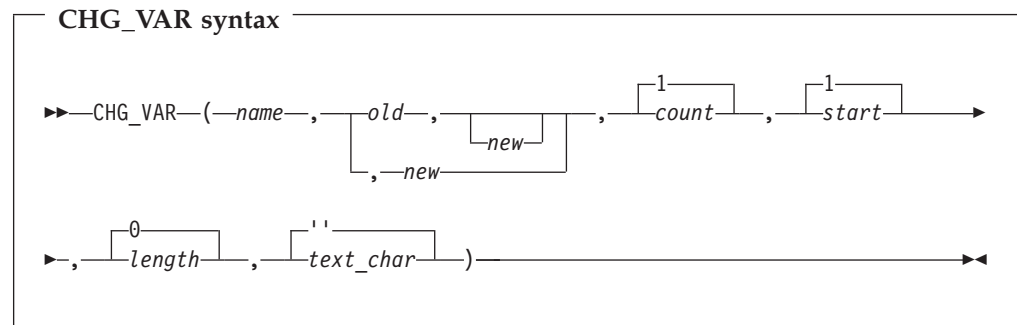 CHG_VAR syntax
1 1
CHG_VAR ( name , old , , count , start
new
, new
0 ''
, length , text_char )